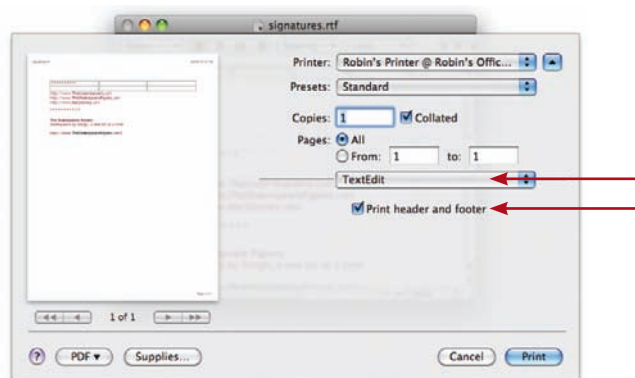 signatures.rtf
Printer: Robin's Printer @ Robin's Offic...
Presets: Standard
Copies: 1 Collated
Pages: All
From: 1 to: 1
TextEdit
Print header and footer
1 of 1
? PDF Supplies... Cancel Print